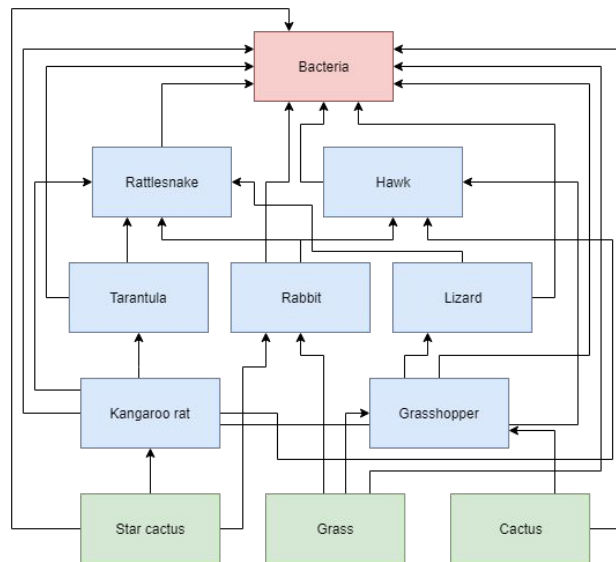 Bacteria
Rattlesnake
Hawk
Tarantula
Rabbit
Lizard
Kangaroo rat
Grasshopper
Star cactus
Grass
Cactus